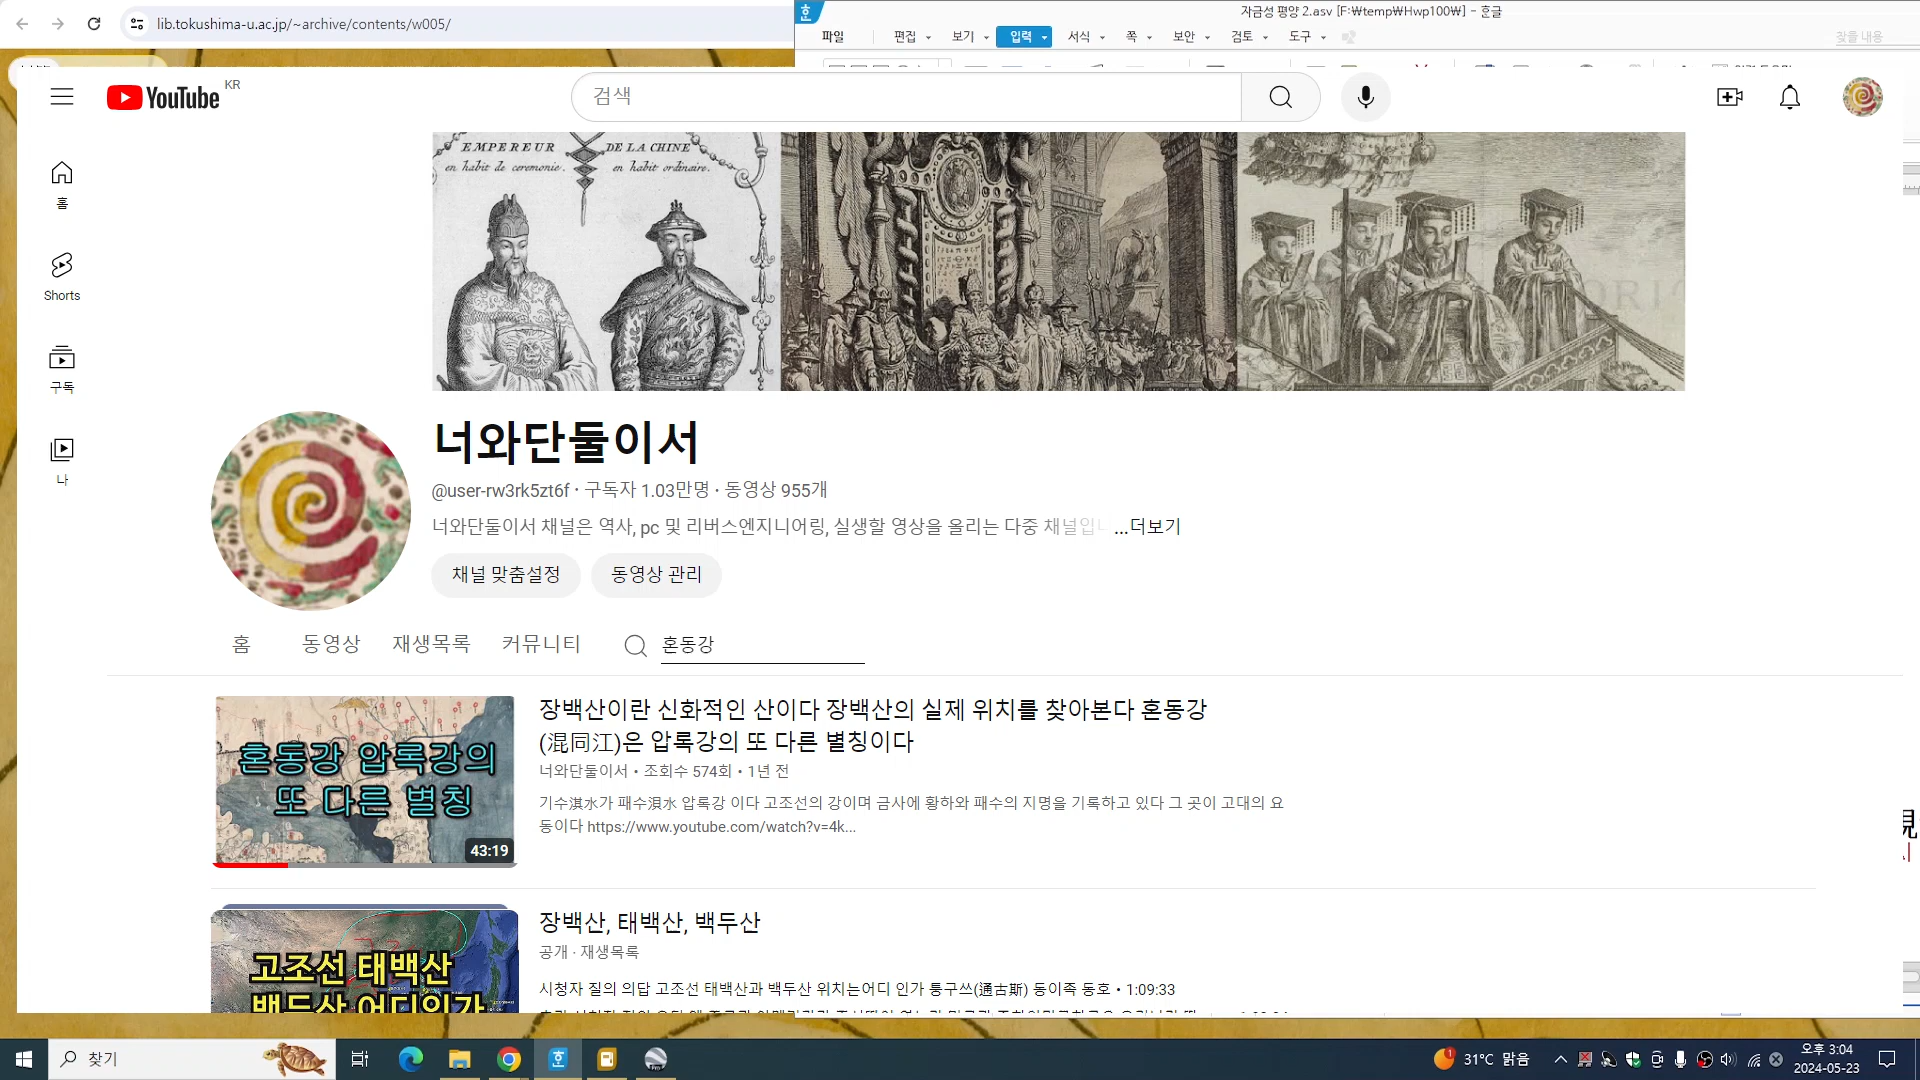 lib.tokushima-u.ac.jp/~archive/contents/w005/
자금성 평양 2.asv [F:₩temp₩Hwp100₩] - 훈글
파일 편집 보기 입력 서식 쪽 보안 검토 도구
찾을 내용
YouTube KR
검색
EMPEREUR DE LA CHINE
en habit de ceremonie. en habit ordinaire.
홈
Shorts
구독
나
너와단둘이서
@user-rw3rk5zt6f · 구독자 1.03만명 · 동영상 955개
너와단둘이서 채널은 역사, pc 및 리버스엔지니어링, 실생할 영상을 올리는 다중 채널입니 ...더보기
채널 맞춤설정 동영상 관리
홈 동영상 재생목록 커뮤니티 혼동강
혼동강 압록강의
또 다른 별칭
43:19
장백산이란 신화적인 산이다 장백산의 실제 위치를 찾아본다 혼동강
(混同江)은 압록강의 또 다른 별칭이다
너와단둘이서 • 조회수 574회 • 1년 전
기수淇水가 패수浿水 압록강 이다 고조선의 강이며 금사에 황하와 패수의 지명을 기록하고 있다 그 곳이 고대의 요
동이다 https://www.youtube.com/watch?v=4k...
고조선 태백산
백두산 어디인가
장백산, 태백산, 백두산
공개 · 재생목록
시청자 질의 의답 고조선 태백산과 백두산 위치는어디 인가 퉁구쓰(通古斯) 동이족 동호 • 1:09:33
찾기
31°C 맑음
오후 3:04
2024-05-23